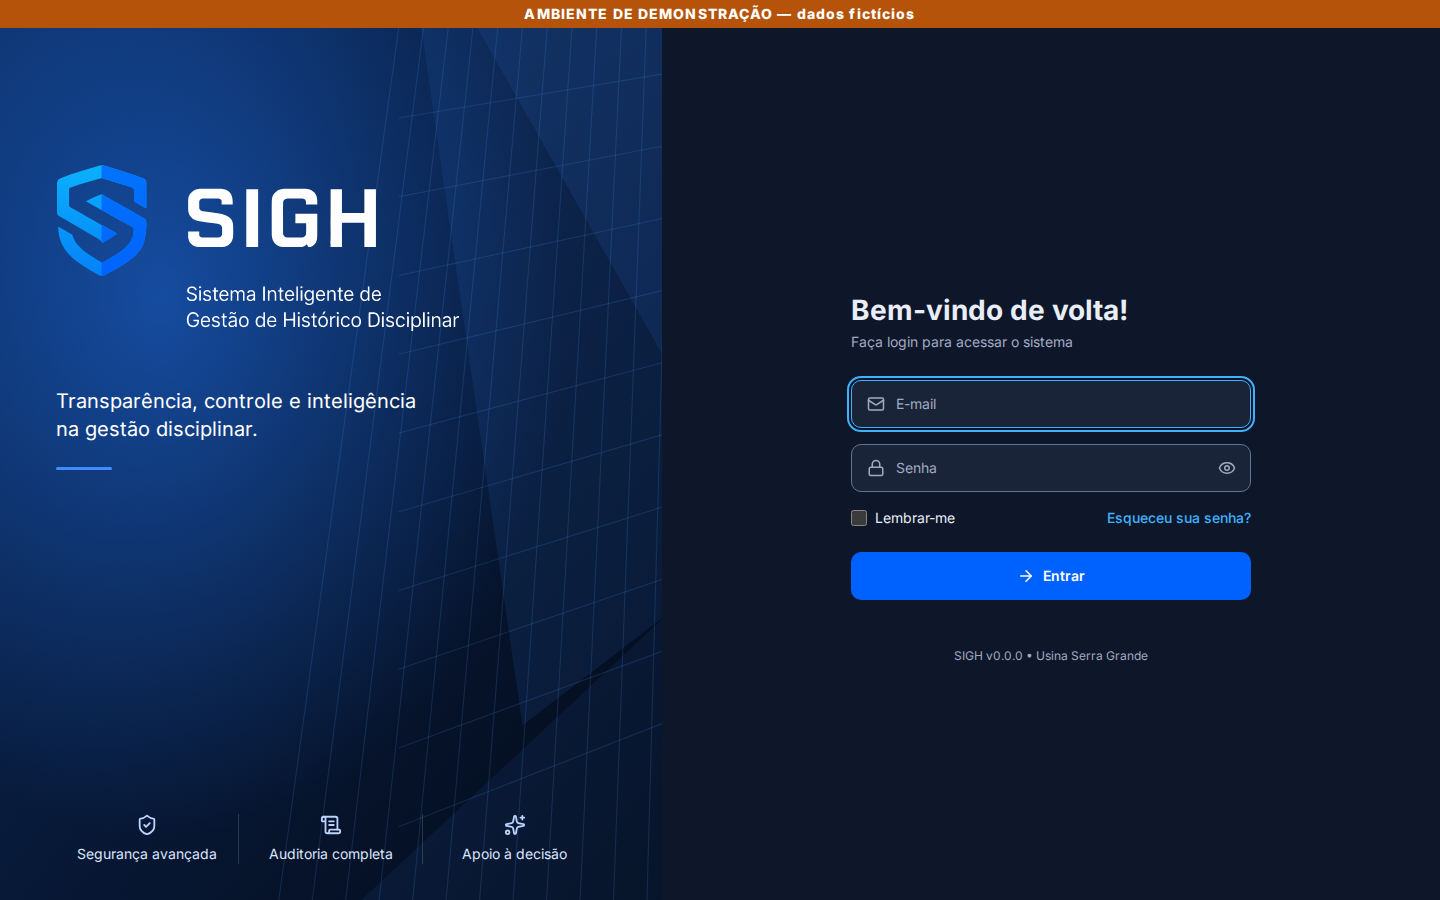 AMBIENTE DE DEMONSTRAÇÃO — dados fictícios
SIGH
Sistema Inteligente de
Gestão de Histórico Disciplinar
Transparência, controle e inteligência
na gestão disciplinar.
Segurança avançada
Auditoria completa
Apoio à decisão
Bem-vindo de volta!
Faça login para acessar o sistema
E-mail
Senha
Lembrar-me
Esqueceu sua senha?
Entrar
SIGH v0.0.0 • Usina Serra Grande